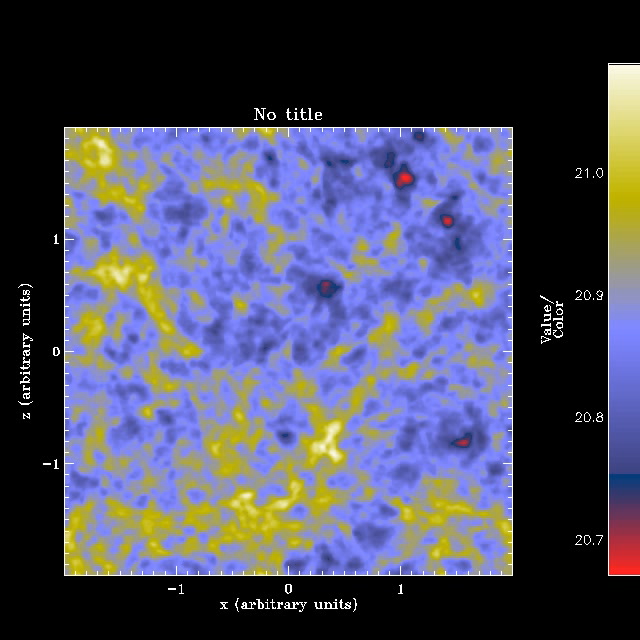 No title
21.0
20.9
20.8
20.7
Value/
Color
1
0
−1
z (arbitrary units)
−1 0 1
x (arbitrary units)